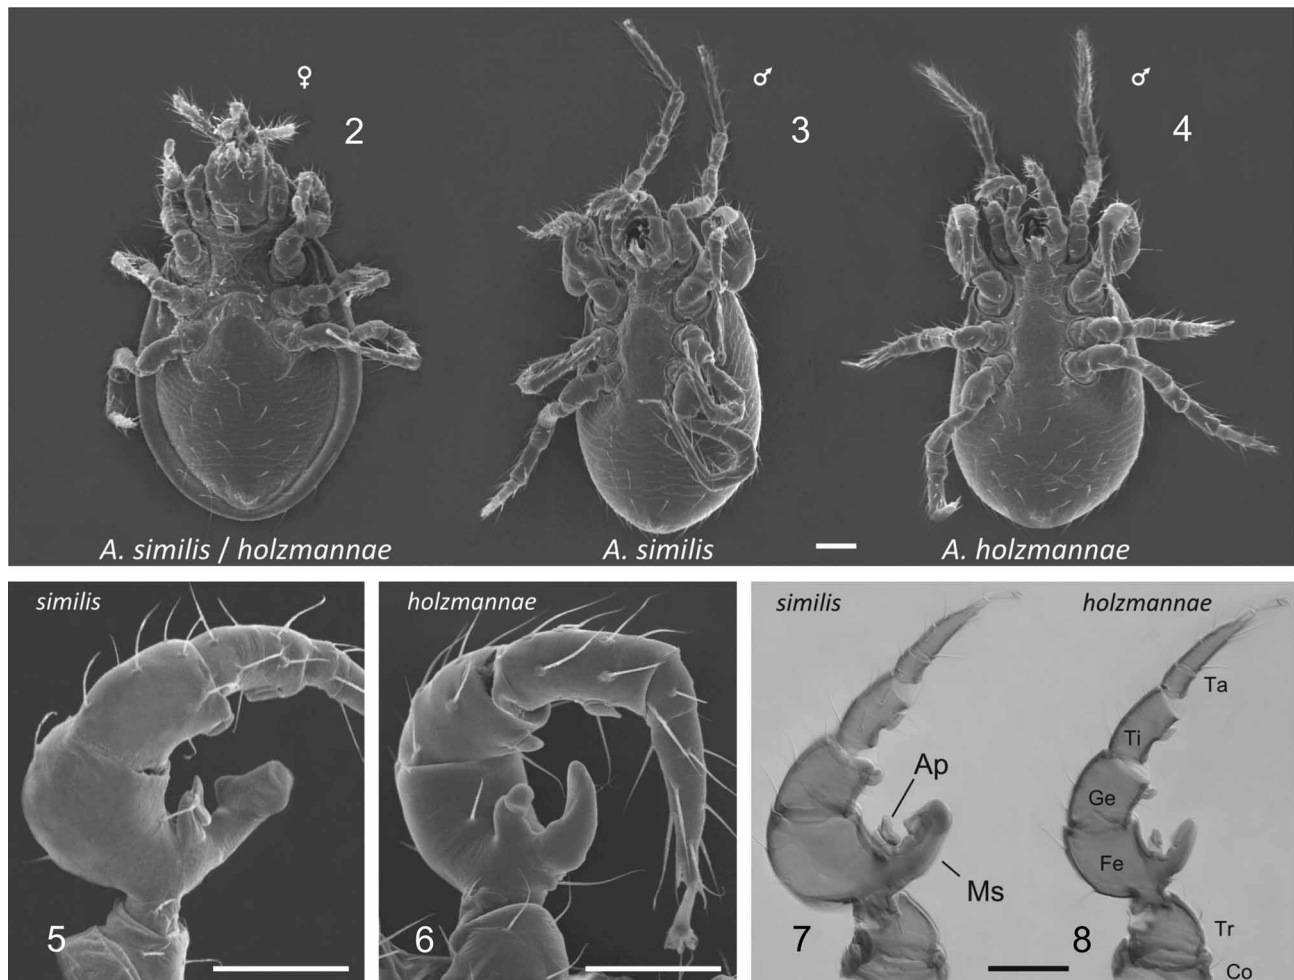 ♀
2
♂
3
♂
4
A. similis / holzmannae
A. similis
A. holzmannae
similis
5
holzmannae
6
similis
Ap
Ms
7
holzmannae
Ta
Ti
Ge
Fe
Tr
Co
8